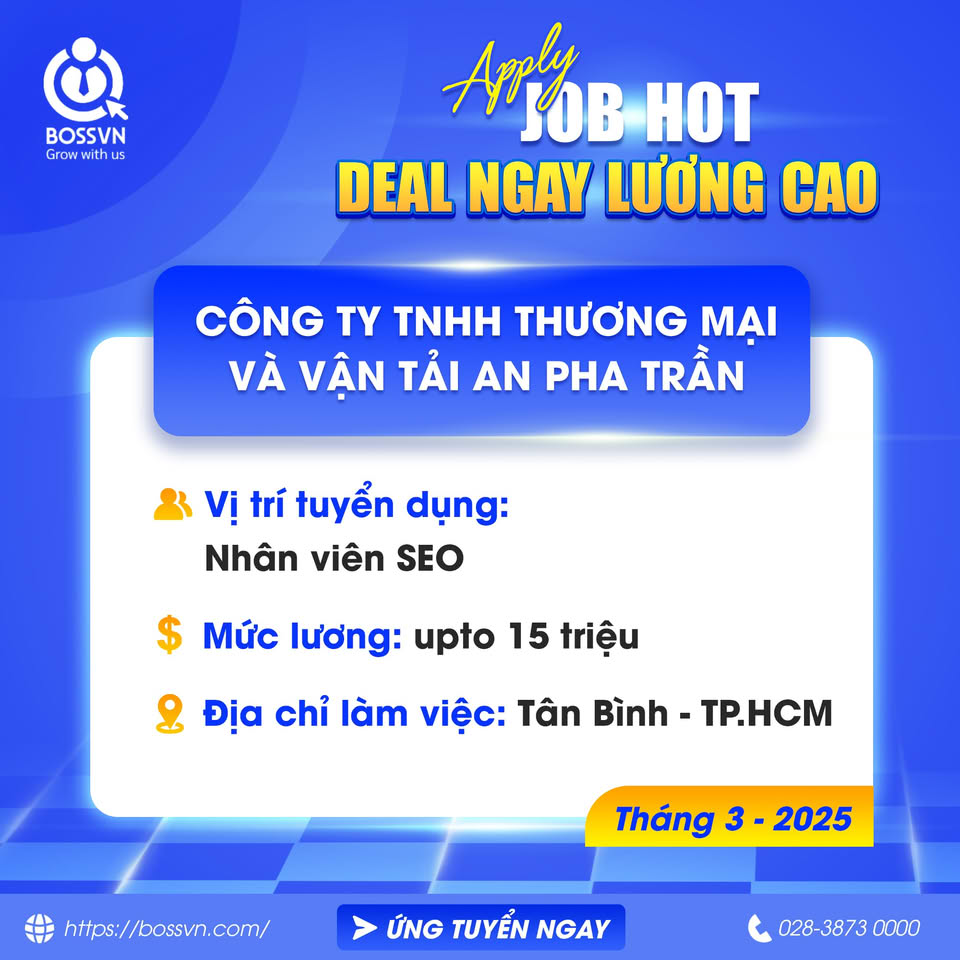 BOSSVN
Grow with us
Apply
JOB HOT
DEAL NGAY LƯƠNG CAO
CÔNG TY TNHH THƯƠNG MẠI
VÀ VẬN TẢI AN PHA TRẦN
Vị trí tuyển dụng:
Nhân viên SEO
$ Mức lương: upto 15 triệu
Địa chỉ làm việc: Tân Bình - TP.HCM
Tháng 3 - 2025
https://bossvn.com/
ỨNG TUYỂN NGAY
028-3873 0000